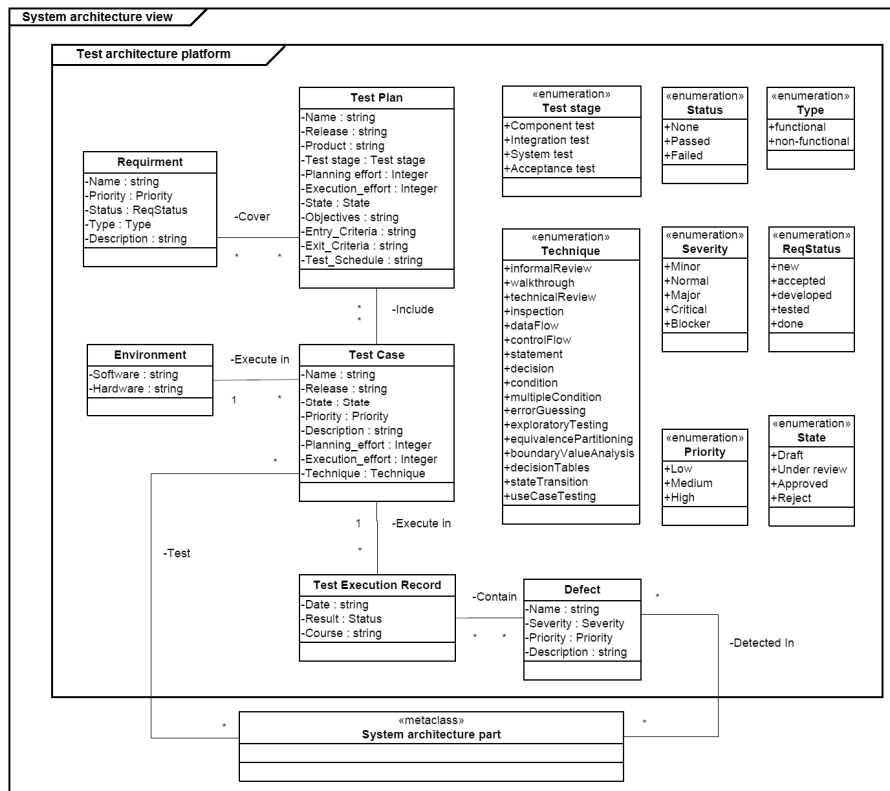 System architecture view
Test architecture platform
Test Plan
-Name : string
-Release : string
-Product : string
-Test stage : Test stage
-Planning effort : Integer
-Execution_effort : Integer
-State : State
-Objectives : string
-Entry_Criteria : string
-Exit_Criteria : string
-Test_Schedule : string
«enumeration»
Test stage
+Component test
+Integration test
+System test
+Acceptance test
«enumeration»
Status
+None
+Passed
+Failed
«enumeration»
Type
+functional
+non-functional
Requirment
-Name : string
-Priority : Priority
-Status : ReqStatus
-Type : Type
-Description : string
-Cover
* *
«enumeration»
Technique
+informalReview
+walkthrough
+technicalReview
+inspection
+dataFlow
+controlFlow
+statement
+decision
+condition
+multipleCondition
+errorGuessing
+exploratoryTesting
+equivalencePartitioning
+boundaryValueAnalysis
+decisionTables
+stateTransition
+useCaseTesting
«enumeration»
Severity
+Minor
+Normal
+Major
+Critical
+Blocker
«enumeration»
ReqStatus
+new
+accepted
+developed
+tested
+done
*
*
-Include
Environment
-Software : string
-Hardware : string
-Execute in
1 *
Test Case
-Name : string
-Release : string
-State : State
-Priority : Priority
-Description : string
-Planning_effort : Integer
-Execution_effort : Integer
-Technique : Technique
«enumeration»
Priority
+Low
+Medium
+High
«enumeration»
State
+Draft
+Under review
+Approved
+Reject
*
1
-Execute in
*
-Test
Test Execution Record
-Date : string
-Result : Status
-Course : string
-Contain
* *
Defect
-Name : string
-Severity : Severity
-Priority : Priority
-Description : string
*
-Detected In
*
*
«metaclass»
System architecture part